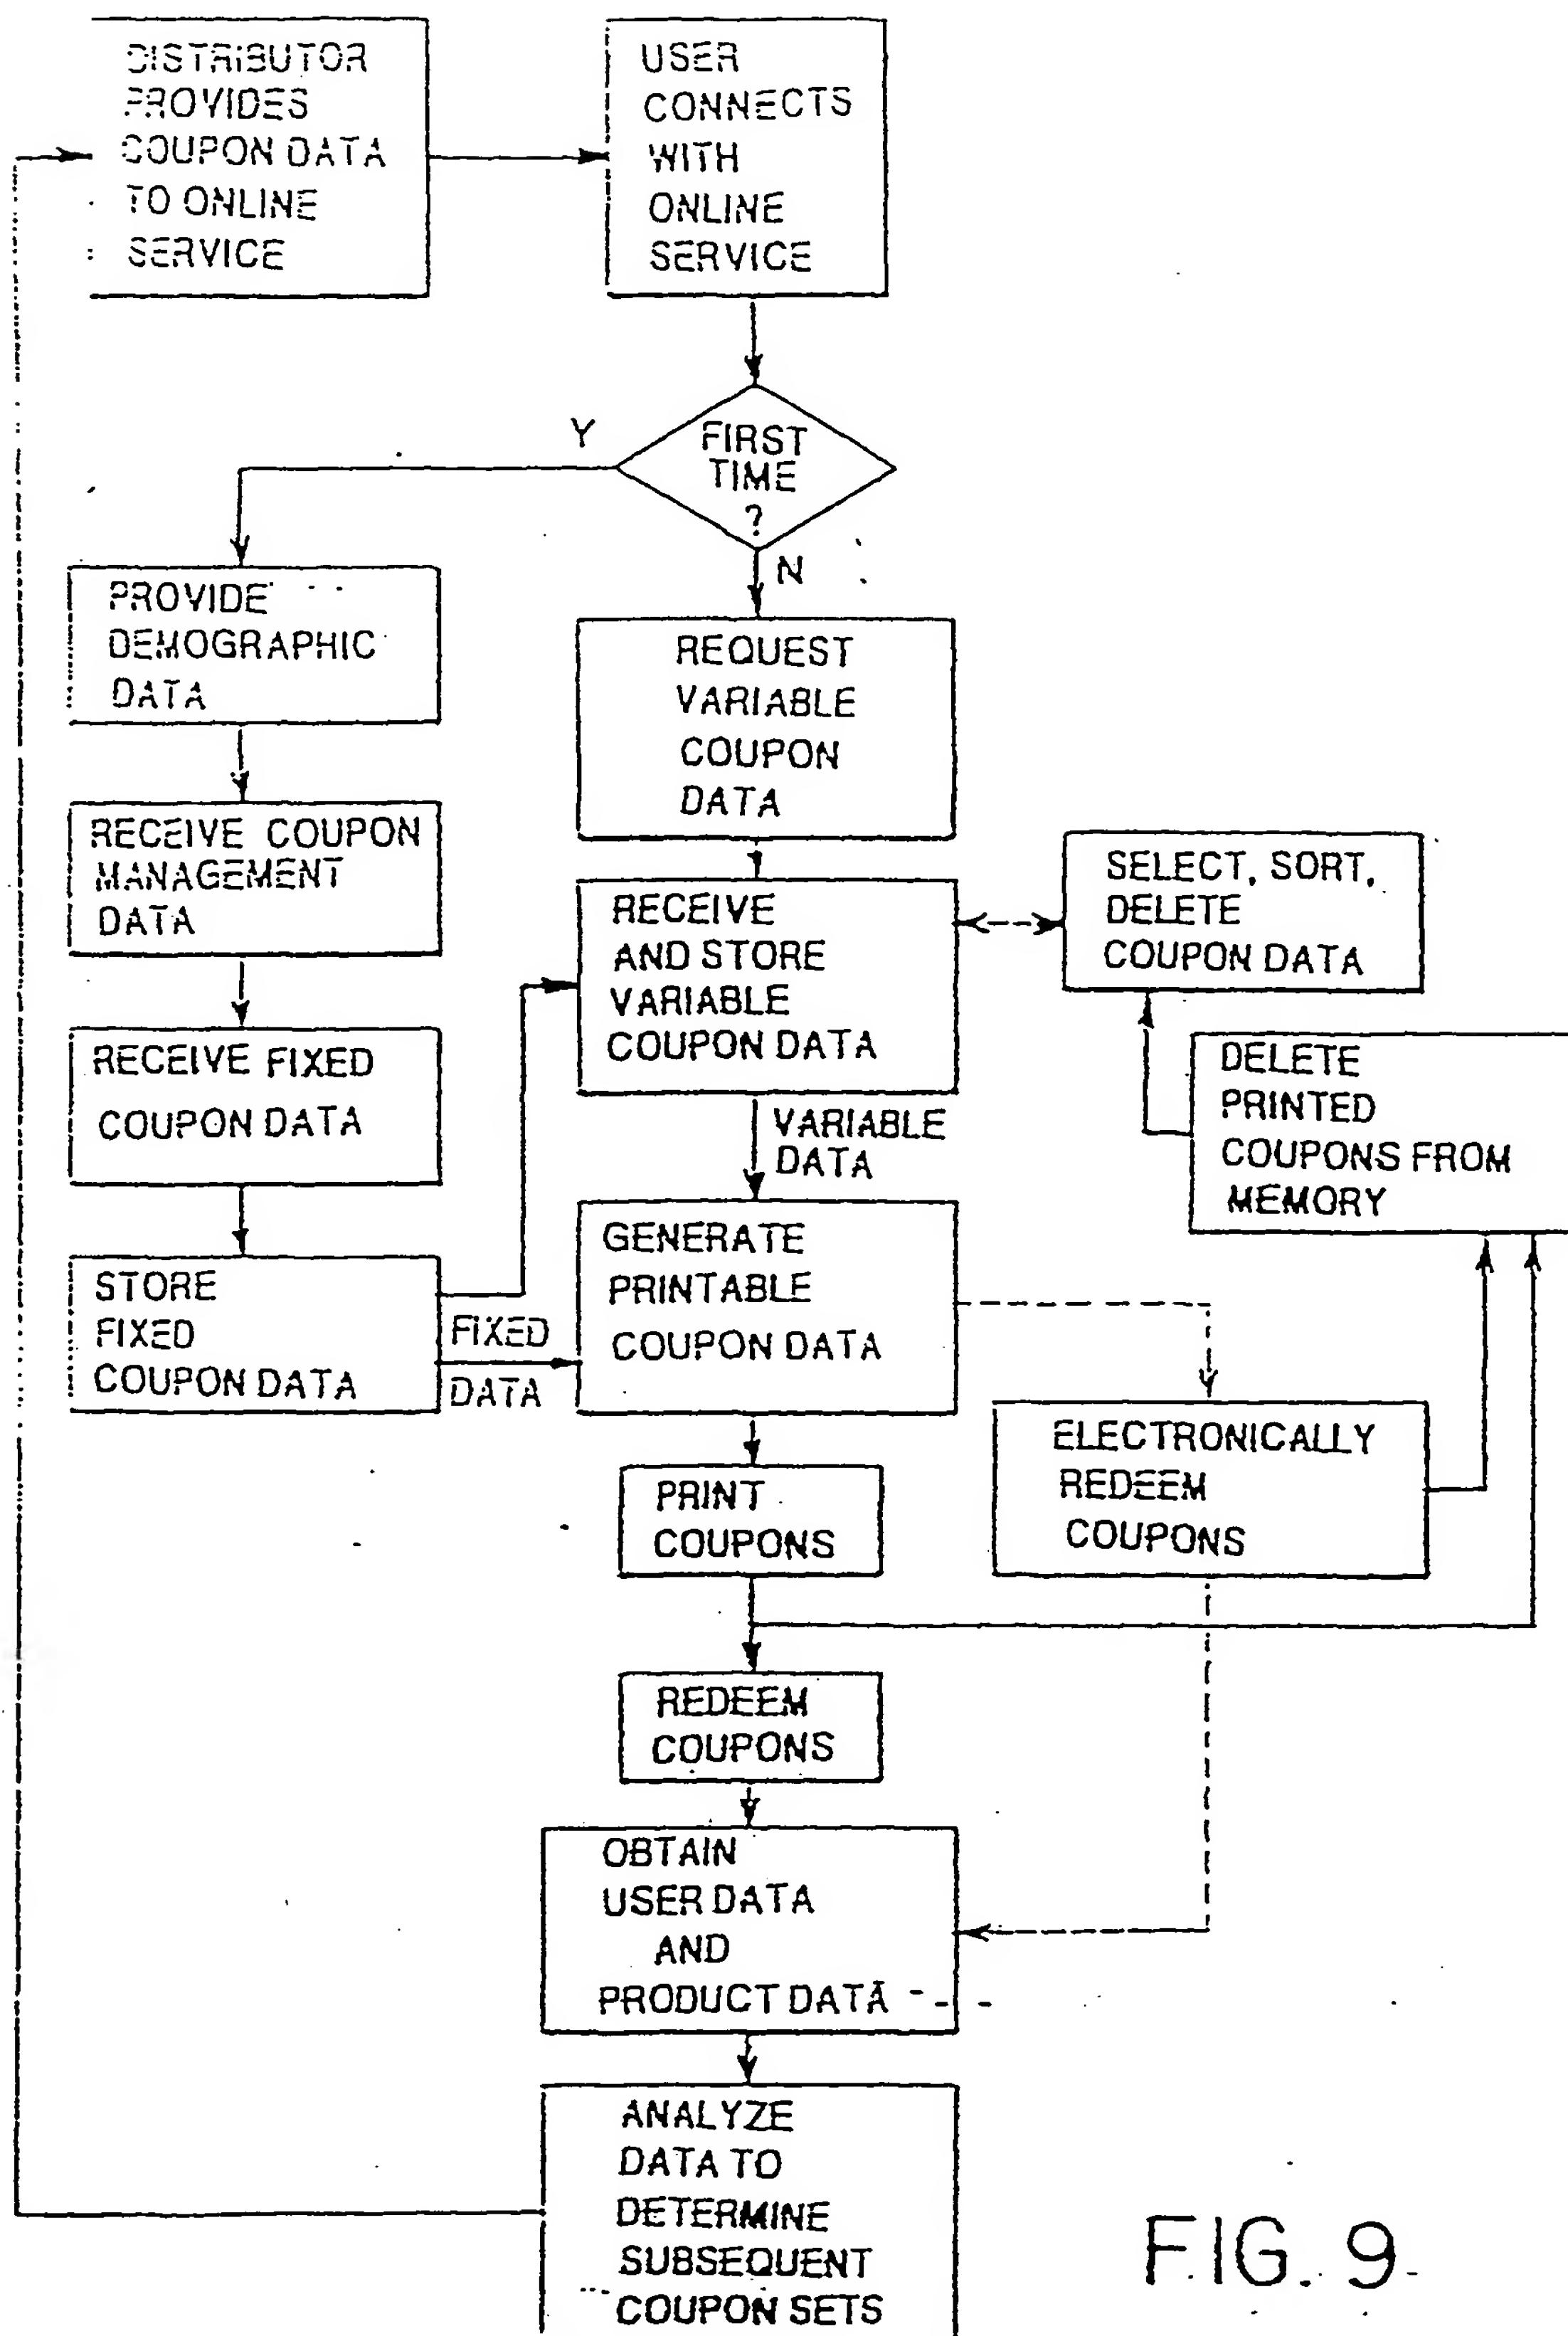 DISTRIBUTOR
PROVIDES
COUPON DATA
TO ONLINE
SERVICE
USER
CONNECTS
WITH
ONLINE
SERVICE
Y
FIRST
TIME
?
N
PROVIDE
DEMOGRAPHIC
DATA
REQUEST
VARIABLE
COUPON
DATA
RECEIVE COUPON
MANAGEMENT
DATA
RECEIVE
AND STORE
VARIABLE
COUPON DATA
SELECT, SORT,
DELETE
COUPON DATA
RECEIVE FIXED
COUPON DATA
VARIABLE
DATA
DELETE
PRINTED
COUPONS FROM
MEMORY
STORE
FIXED
COUPON DATA
FIXED
DATA
GENERATE
PRINTABLE
COUPON DATA
ELECTRONICALLY
REDEEM
COUPONS
PRINT
COUPONS
REDEEM
COUPONS
OBTAIN
USER DATA
AND
PRODUCT DATA
ANALYZE
DATA TO
DETERMINE
SUBSEQUENT
COUPON SETS
FIG. 9